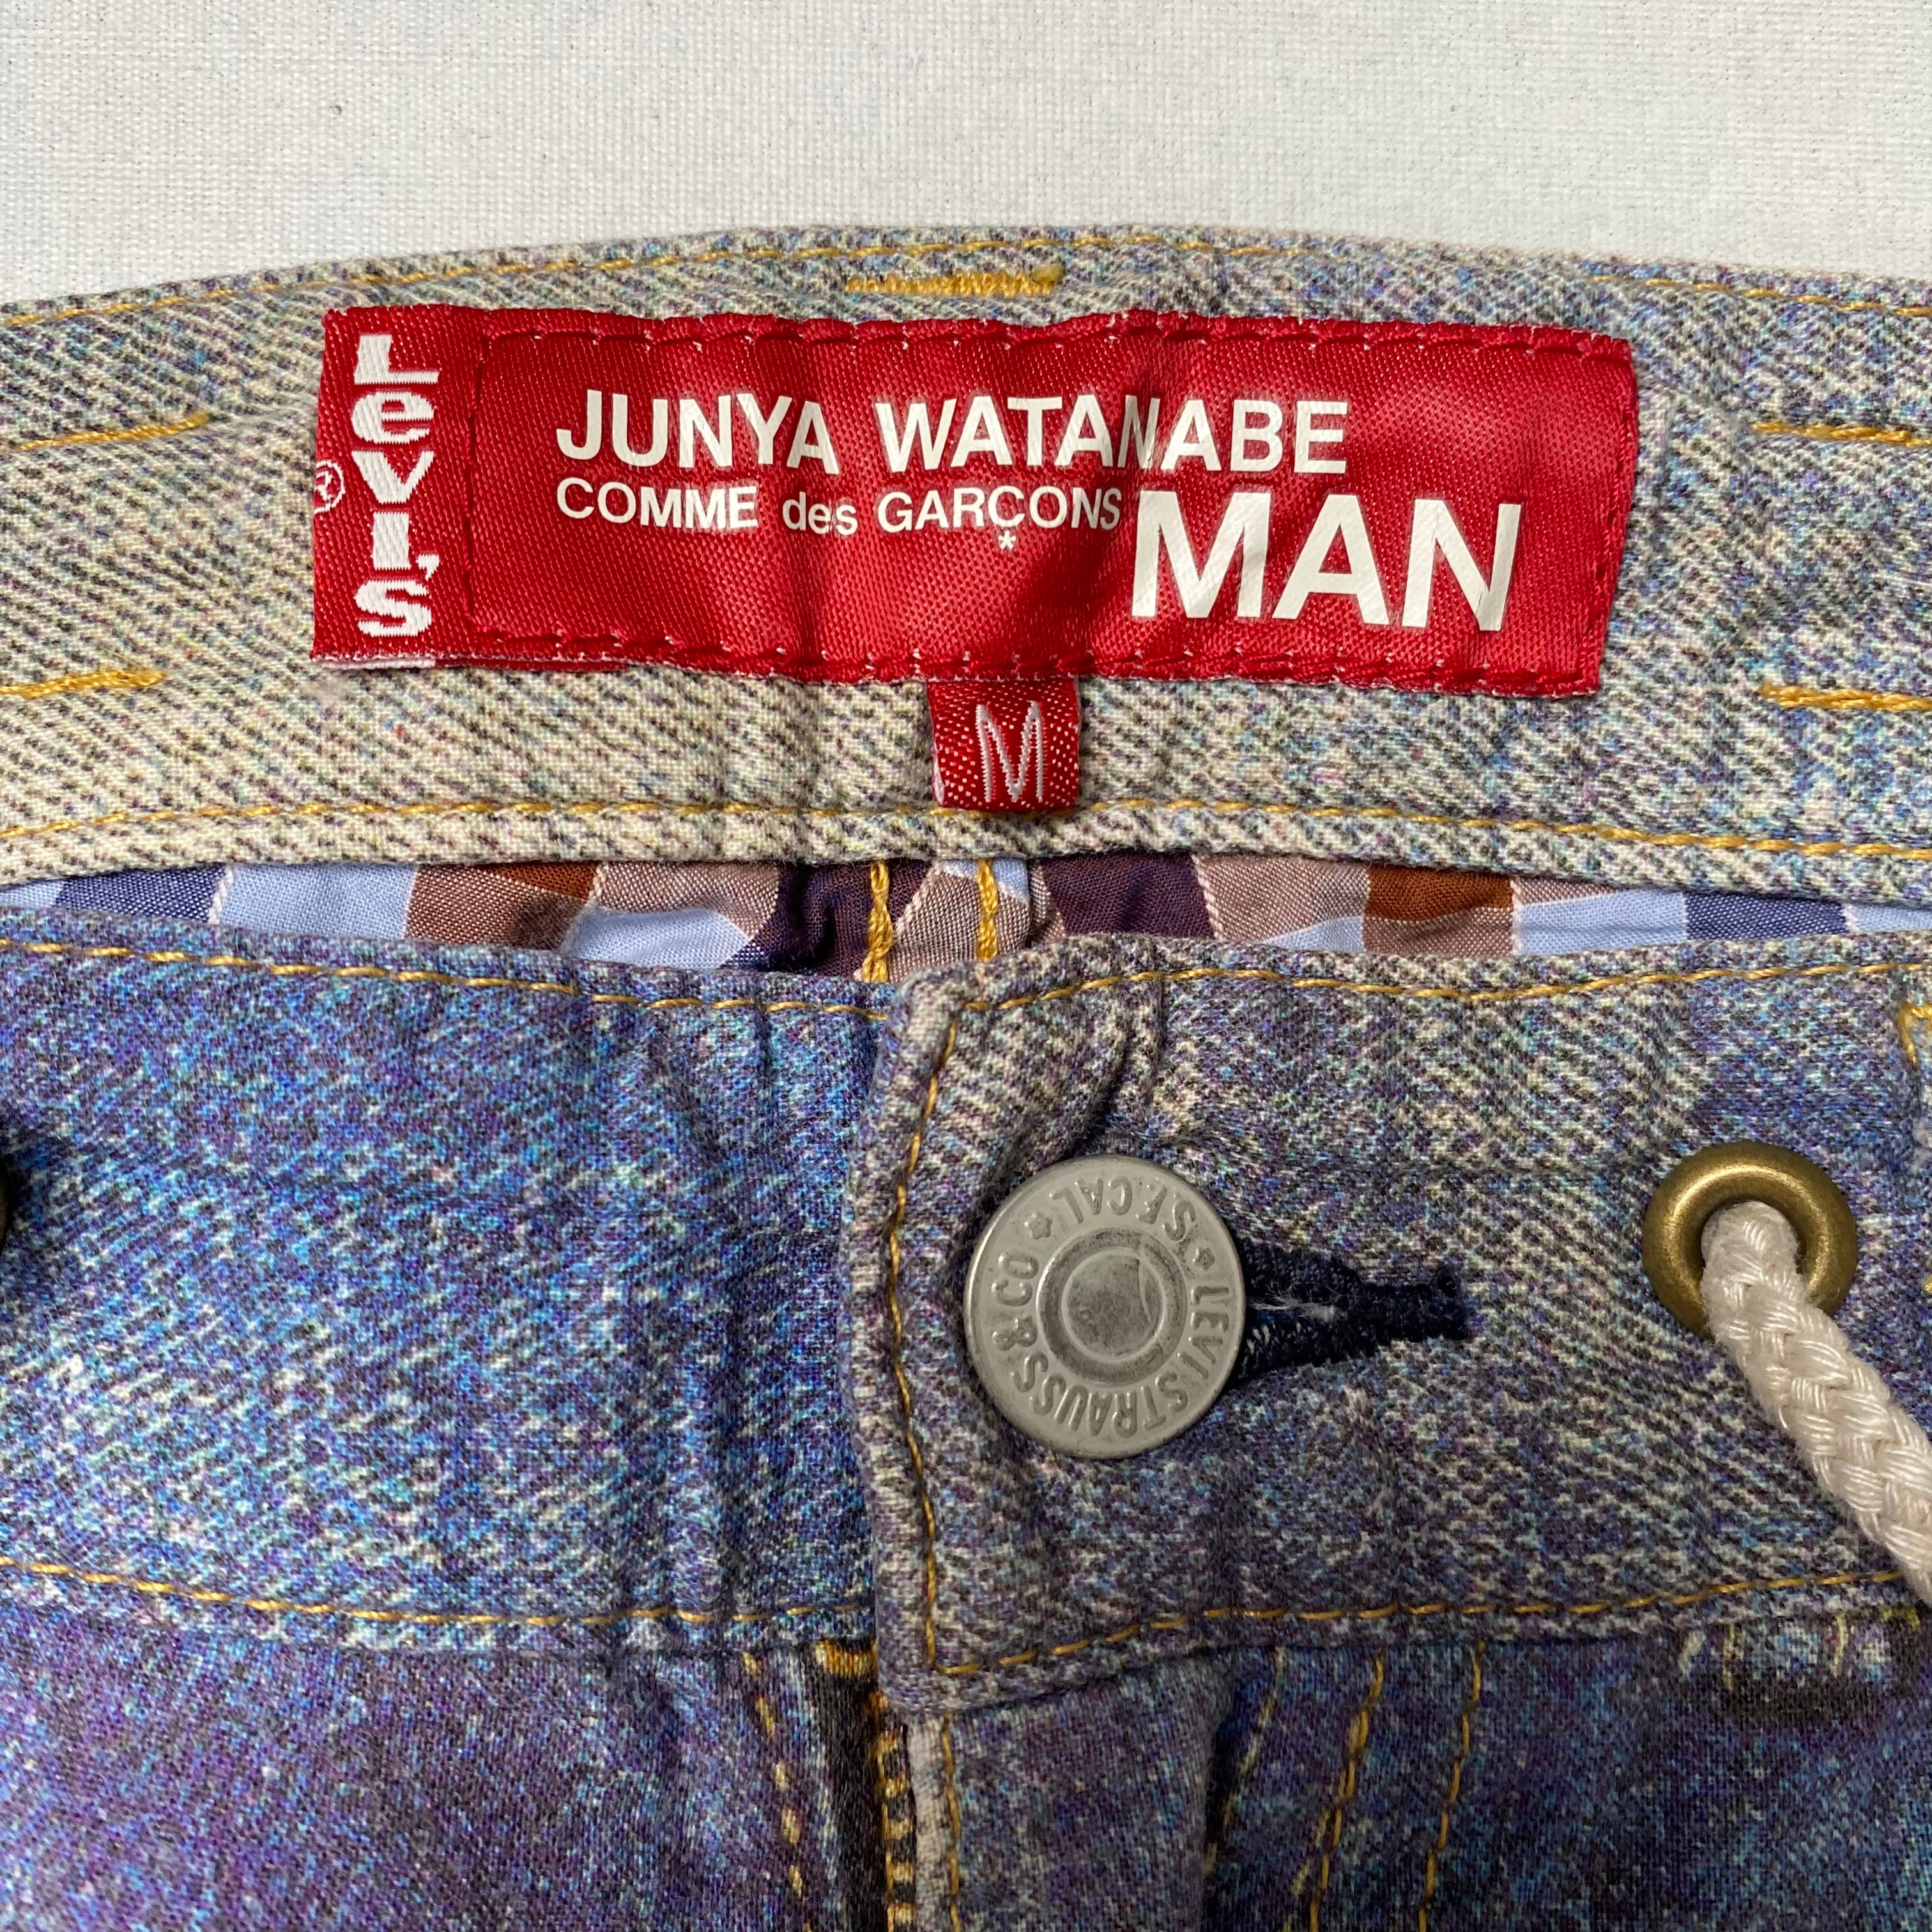 Levi's
®
JUNYA WATANABE
COMME des GARÇONS
*
MAN
M
LEVI STRAUSS & CO ★ S.F.CAL ★